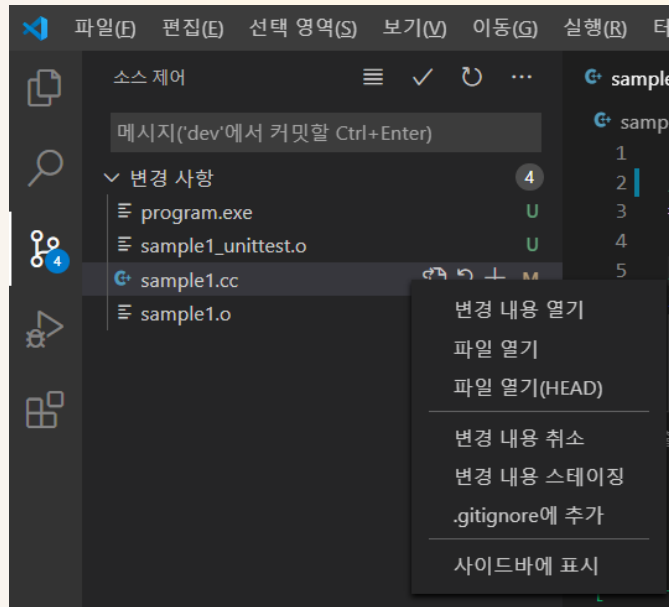 파일(F) 편집(E) 선택 영역(S) 보기(V) 이동(G) 실행(R)
소스 제어
메시지('dev'에서 커밋할 Ctrl+Enter)
변경 사항 4
program.exe U
sample1_unittest.o U
sample1.cc M
sample1.o
4
변경 내용 열기
파일 열기
파일 열기(HEAD)
변경 내용 취소
변경 내용 스테이징
.gitignore에 추가
사이드바에 표시
1
2
3
4
5